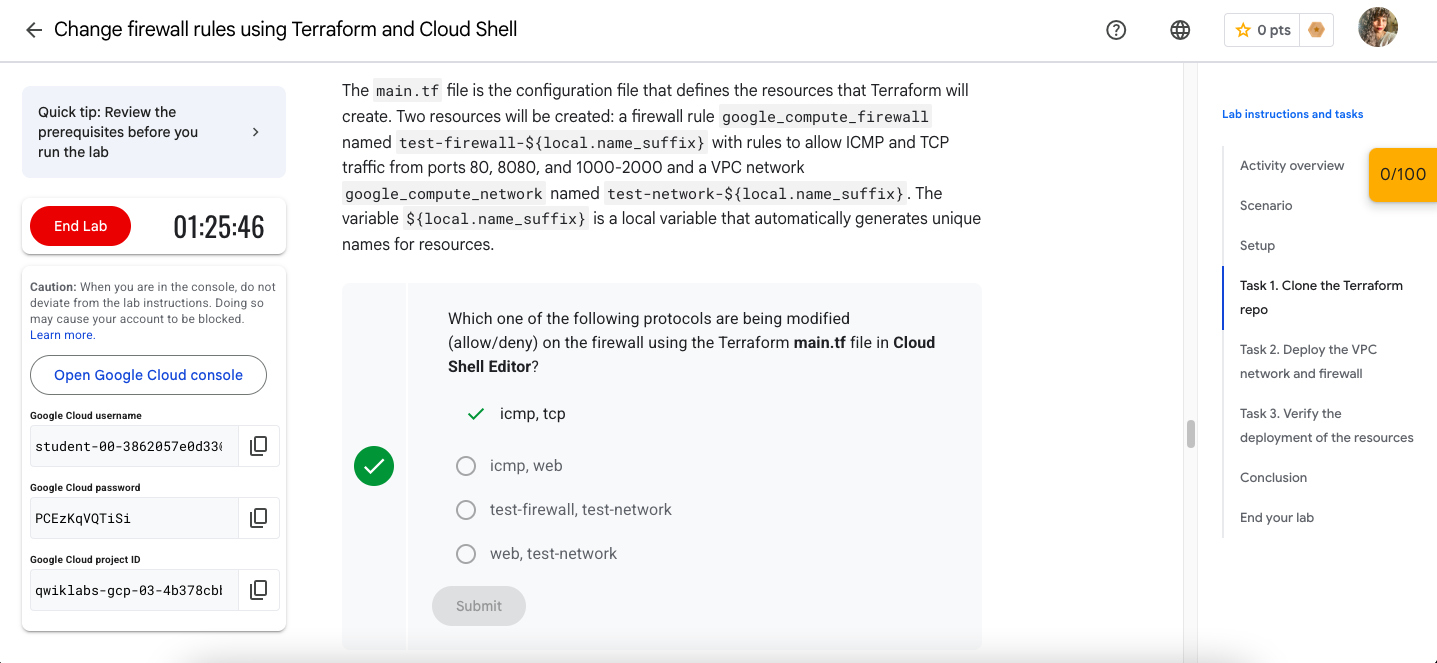 Change firewall rules using Terraform and Cloud Shell
0 pts
Quick tip: Review the
prerequisites before you
run the lab
End Lab
01:25:46
Caution: When you are in the console, do not
deviate from the lab instructions. Doing so
may cause your account to be blocked.
Learn more.
Open Google Cloud console
Google Cloud username
student-00-3862057e0d33
Google Cloud password
PCEzKqVQTiSi
Google Cloud project ID
qwiklabs-gcp-03-4b378cb
The main.tf file is the configuration file that defines the resources that Terraform will
create. Two resources will be created: a firewall rule google_compute_firewall
named test-firewall-${local.name_suffix} with rules to allow ICMP and TCP
traffic from ports 80, 8080, and 1000-2000 and a VPC network
google_compute_network named test-network-${local.name_suffix}. The
variable ${local.name_suffix} is a local variable that automatically generates unique
names for resources.
Which one of the following protocols are being modified
(allow/deny) on the firewall using the Terraform main.tf file in Cloud
Shell Editor?
icmp, tcp
icmp, web
test-firewall, test-network
web, test-network
Submit
Lab instructions and tasks
Activity overview
0/100
Scenario
Setup
Task 1. Clone the Terraform
repo
Task 2. Deploy the VPC
network and firewall
Task 3. Verify the
deployment of the resources
Conclusion
End your lab